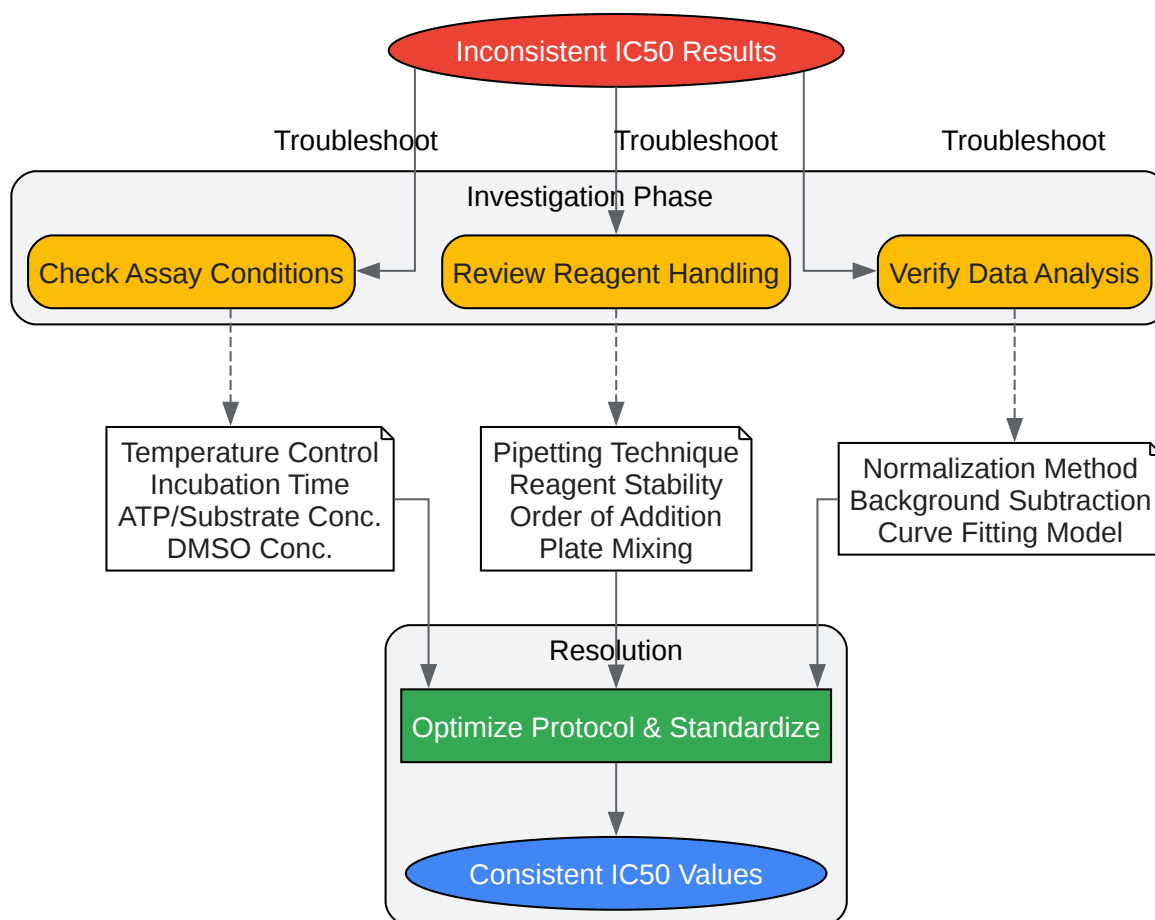 Inconsistent IC50 Results
Troubleshoot
Troubleshoot
Troubleshoot
Investigation Phase
Check Assay Conditions
Review Reagent Handling
Verify Data Analysis
Temperature Control
Incubation Time
ATP/Substrate Conc.
DMSO Conc.
Pipetting Technique
Reagent Stability
Order of Addition
Plate Mixing
Normalization Method
Background Subtraction
Curve Fitting Model
Resolution
Optimize Protocol & Standardize
Consistent IC50 Values